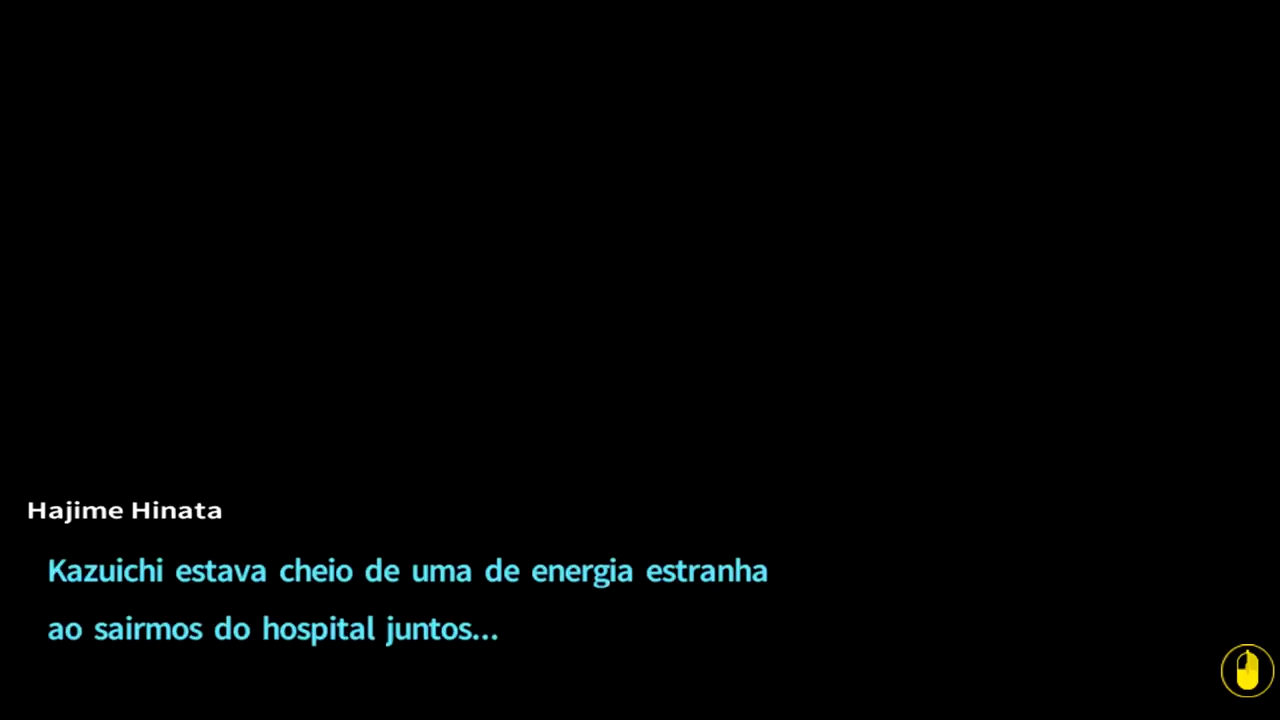 Hajime Hinata
Kazuichi estava cheio de uma de energia estranha
ao sairmos do hospital juntos...